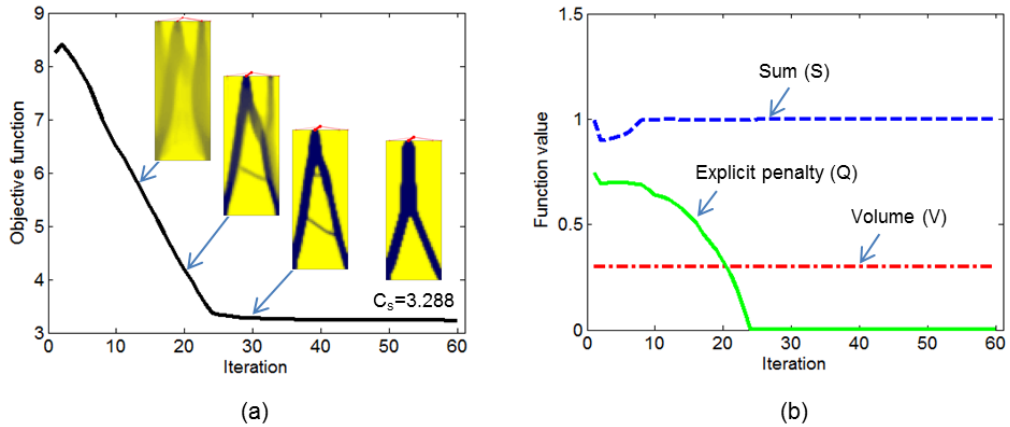 9
8
7
6
5
4
3
Objective function
0 10 20 30 40 50 60
Iteration
C_s=3.288
(a)
1.5
1
0.5
0
Function value
Sum (S)
Explicit penalty (Q)
Volume (V)
0 10 20 30 40 50 60
Iteration
(b)